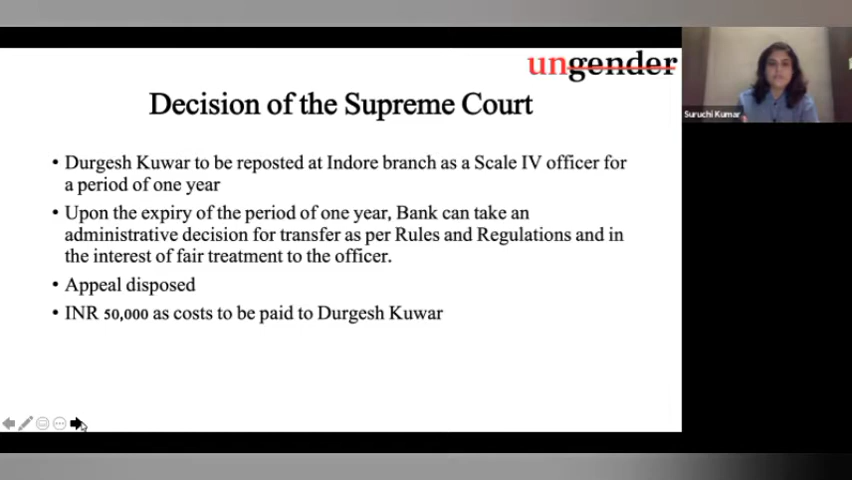 ungender
Decision of the Supreme Court
Suruchi Kumar
• Durgesh Kuwar to be reposted at Indore branch as a Scale IV officer for
a period of one year
• Upon the expiry of the period of one year, Bank can take an
administrative decision for transfer as per Rules and Regulations and in
the interest of fair treatment to the officer.
• Appeal disposed
• INR 50,000 as costs to be paid to Durgesh Kuwar